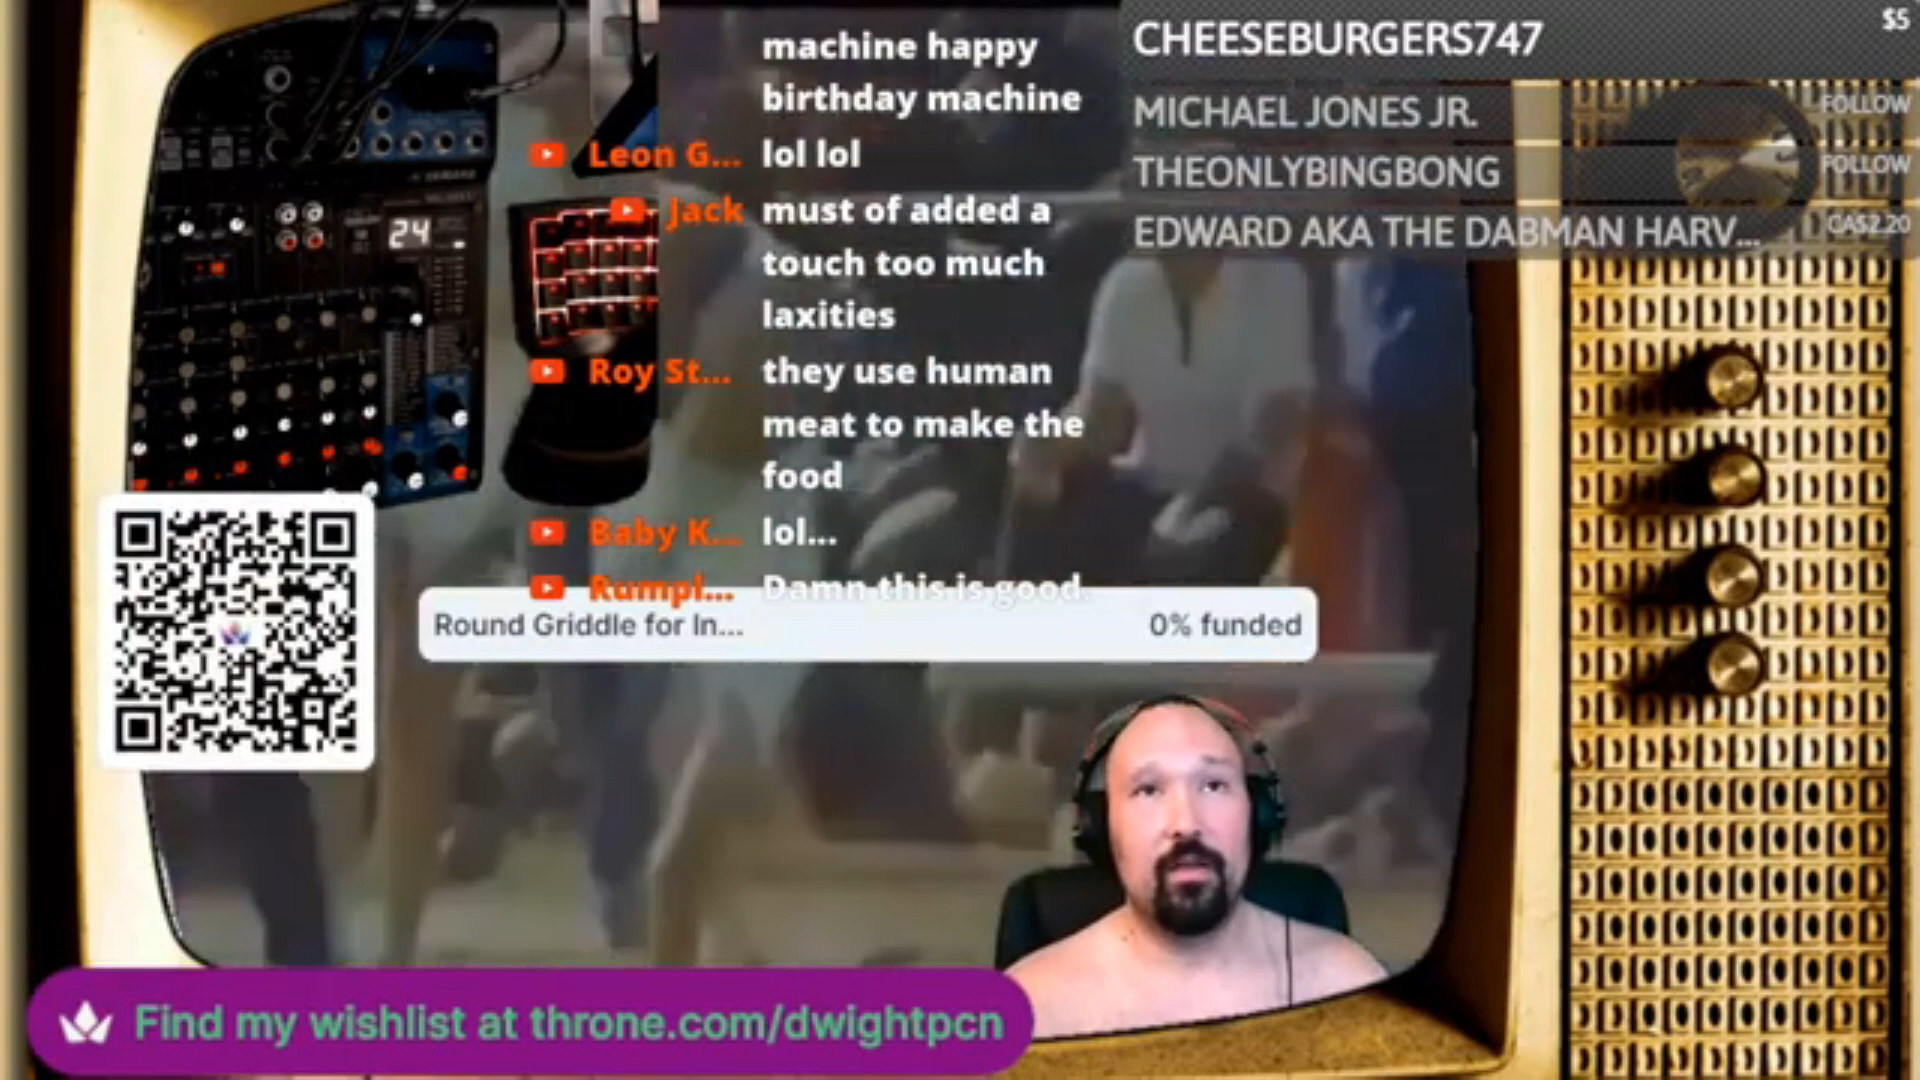 machine happy
birthday machine
Leon G... lol lol
Jack must of added a
touch too much
laxities
Roy St... they use human
meat to make the
food
Baby K... lol...
Rumpl... Damn this is good.
CHEESEBURGERS747 $5
MICHAEL JONES JR. FOLLOW
THEONLYBINGBONG FOLLOW
EDWARD AKA THE DABMAN HARV... CA$2.20
24
YAMAHA
Round Griddle for In... 0% funded
Find my wishlist at throne.com/dwightpcn